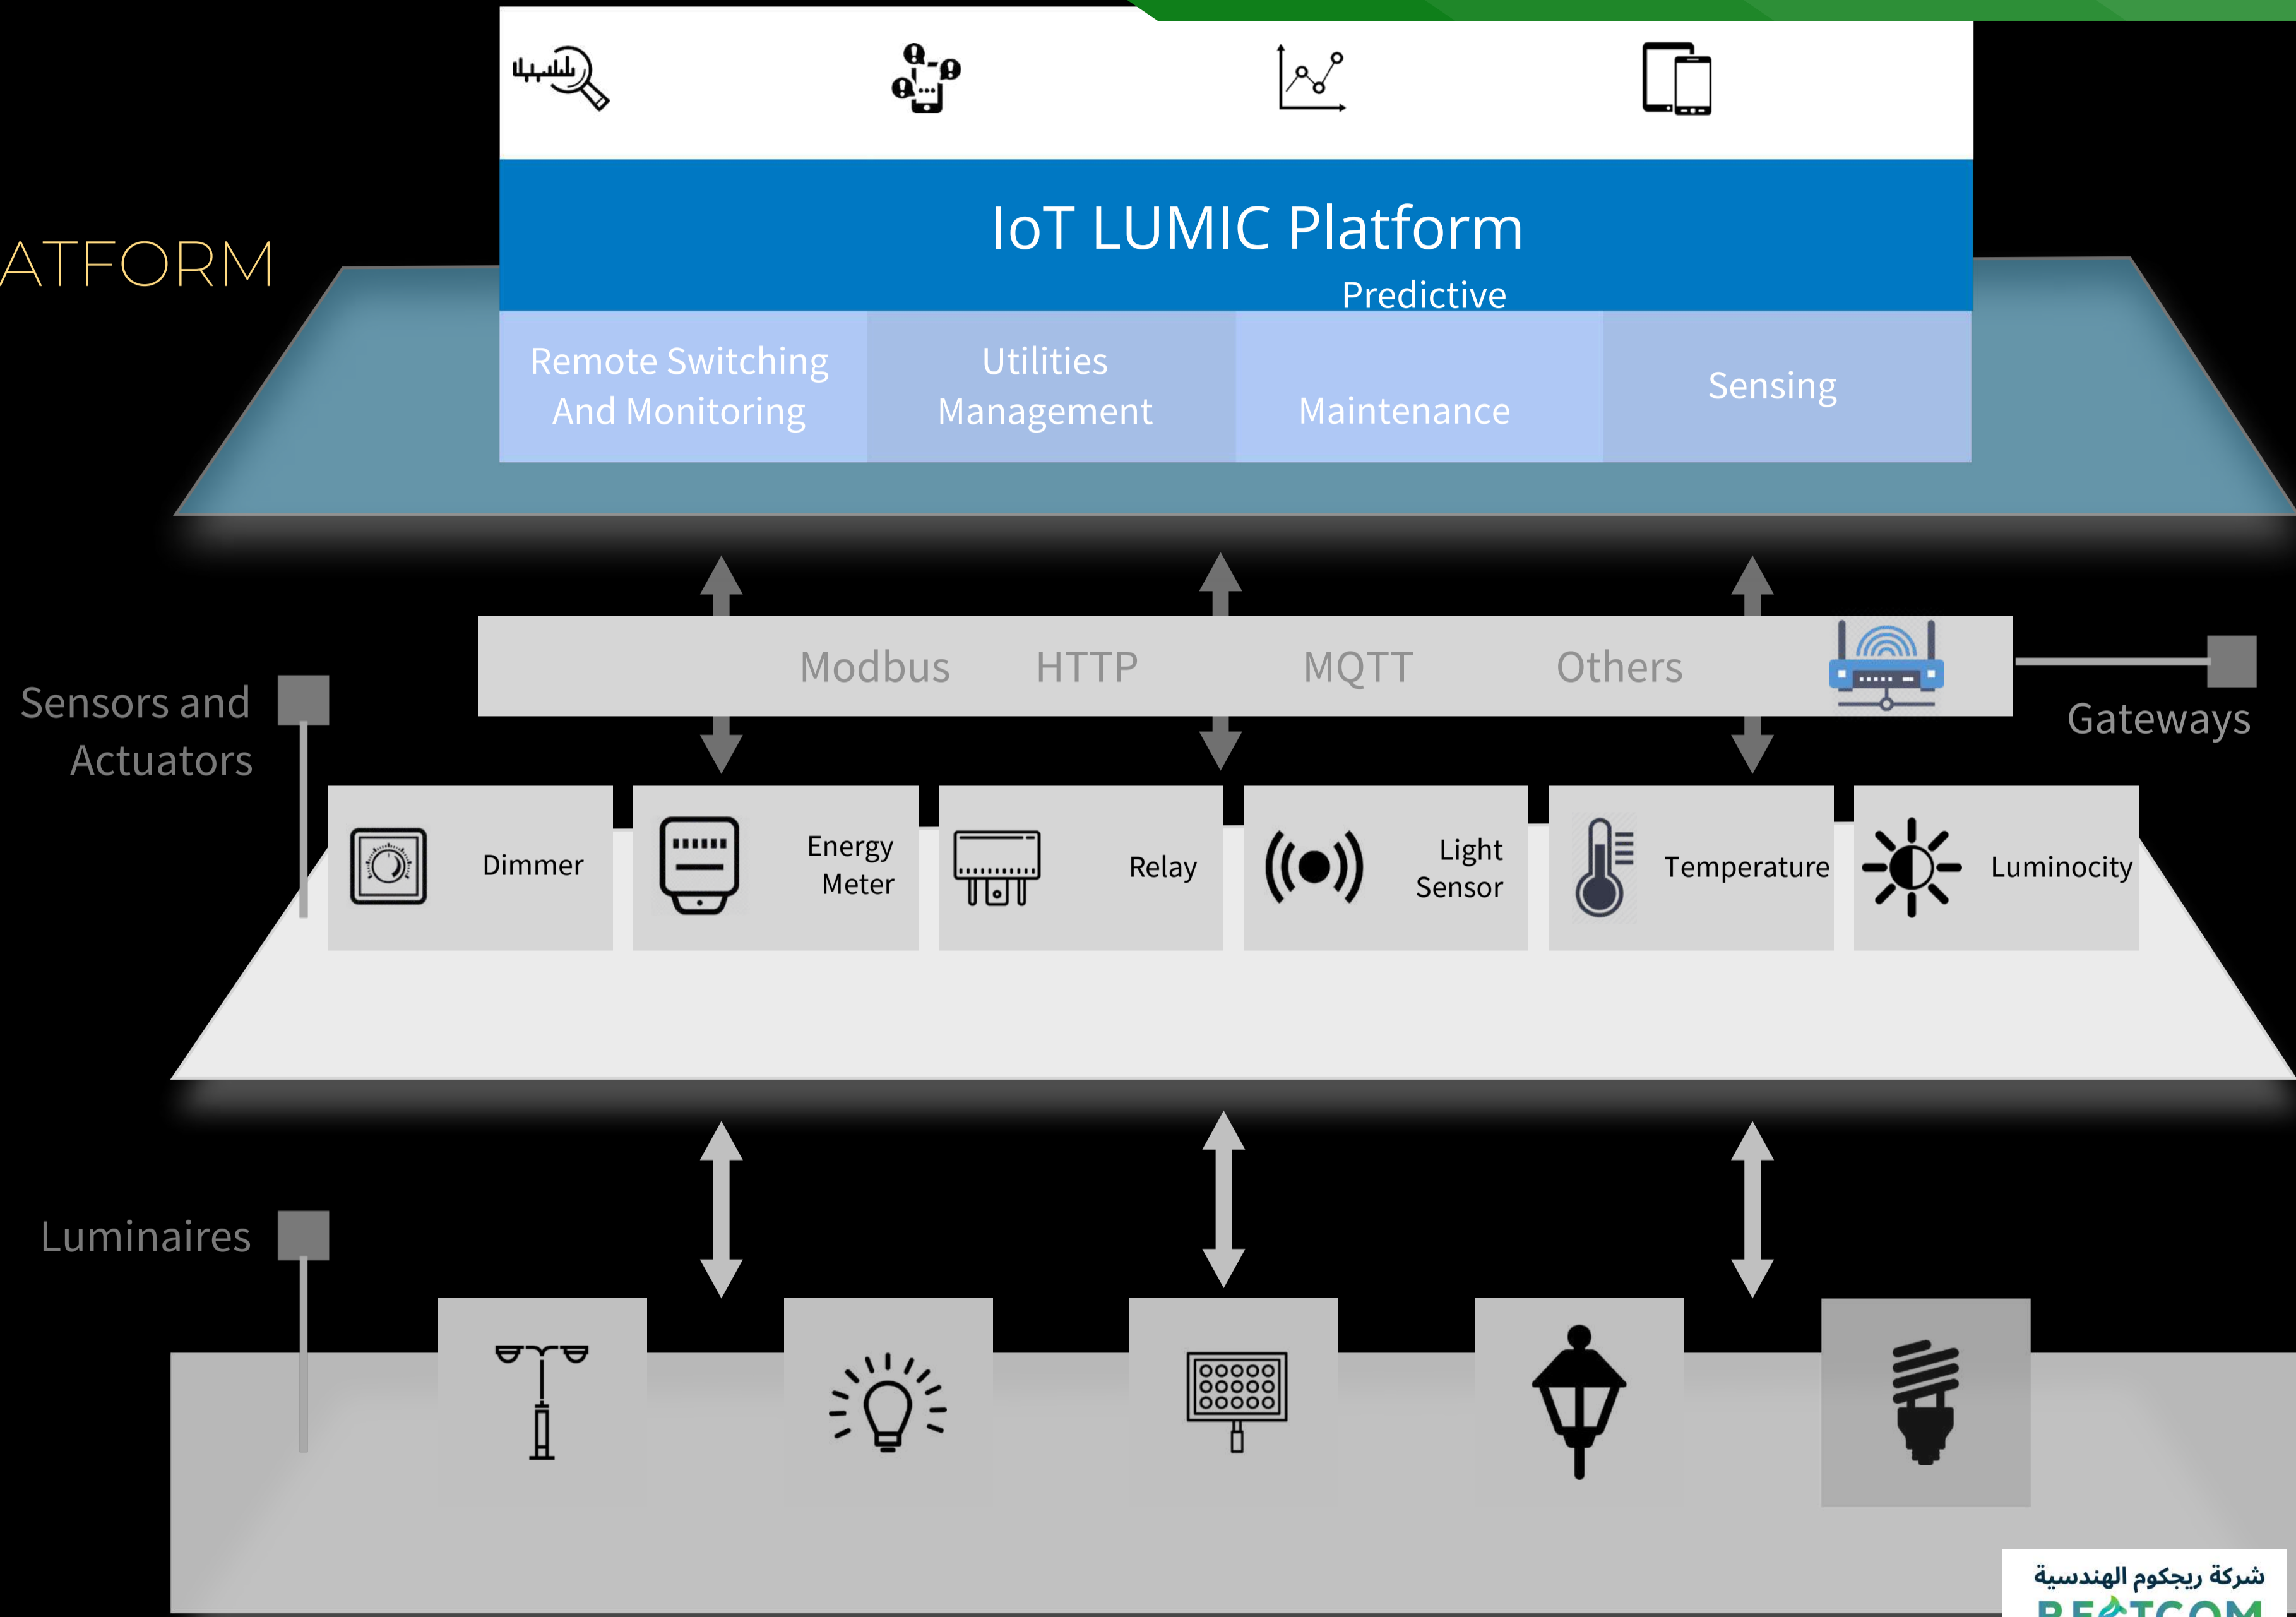 IoT LUMIC Platform
ATFORM
Predictive
Remote Switching
And Monitoring
Utilities
Management
Maintenance
Sensing
Modbus HTTP MQTT Others
Gateways
Sensors and
Actuators
Dimmer
Energy
Meter
Relay
Light
Sensor
Temperature
Luminocity
Luminaires
شركة ريجكوم الهندسية